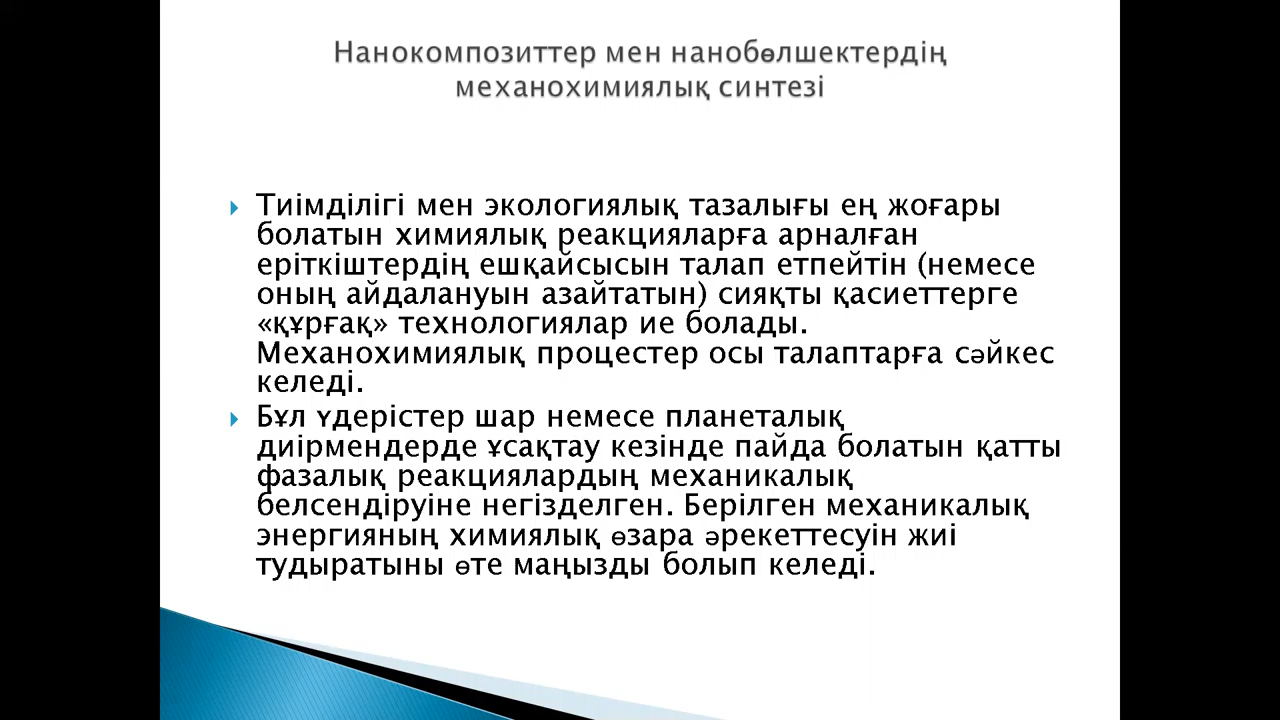 Нанокомпозиттер мен нанобөлшектердің
механохимиялық синтезі
Тиімділігі мен экологиялық тазалығы ең жоғары
болатын химиялық реакцияларға арналған
еріткіштердің ешқайсысын талап етпейтін (немесе
оның айдалануын азайтатын) сияқты қасиеттерге
«құрғақ» технологиялар ие болады.
Механохимиялық процестер осы талаптарға сәйкес
келеді.
Бұл үдерістер шар немесе планеталық
диірмендерде ұсақтау кезінде пайда болатын қатты
фазалық реакциялардың механикалық
белсендіруіне негізделген. Берілген механикалық
энергияның химиялық өзара әрекеттесуін жиі
тудыратыны өте маңызды болып келеді.